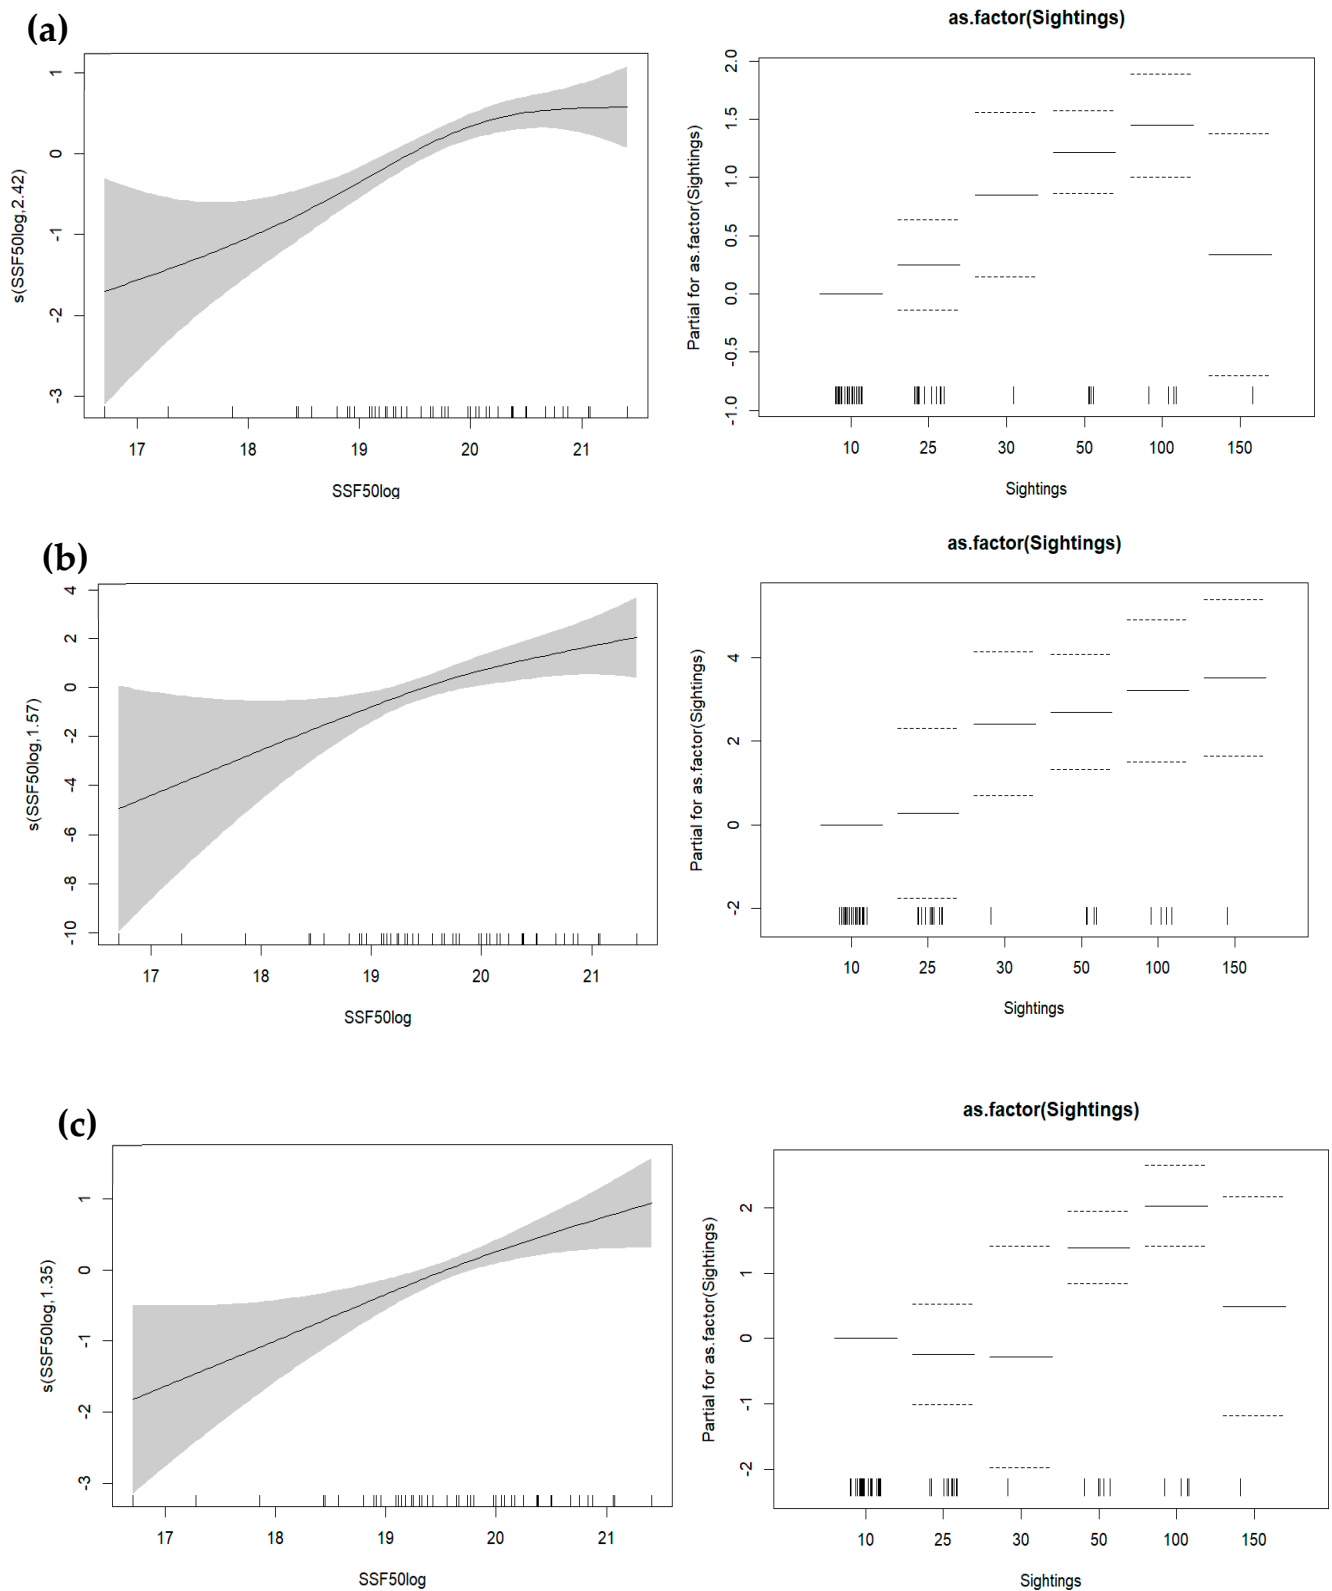 (a)
as.factor(Sightings)
s(SSF50log,2.42)
1
0
-1
-2
-3
17 18 19 20 21
SSF50log
Partial for as.factor(Sightings)
2.0
1.5
1.0
0.5
0.0
-0.5
-1.0
10 25 30 50 100 150
Sightings
(b)
as.factor(Sightings)
s(SSF50log,1.57)
4
2
0
-2
-4
-6
-8
-10
17 18 19 20 21
SSF50log
Partial for as.factor(Sightings)
4
2
0
-2
10 25 30 50 100 150
Sightings
(c)
as.factor(Sightings)
s(SSF50log,1.35)
1
0
-1
-2
-3
17 18 19 20 21
SSF50log
Partial for as.factor(Sightings)
2
1
0
-1
-2
10 25 30 50 100 150
Sightings